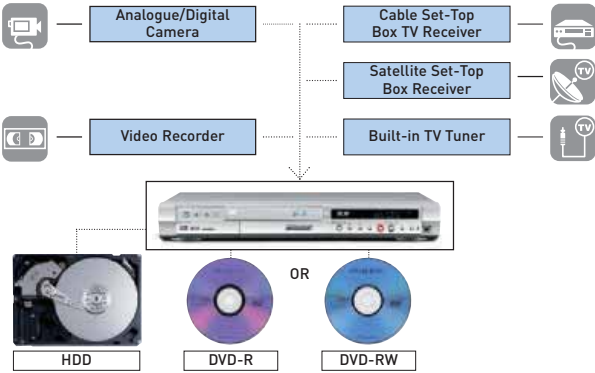 Analogue/Digital
Camera
Cable Set-Top
Box TV Receiver
TV
Satellite Set-Top
Box Receiver
Video Recorder
Built-in TV Tuner
TV
OR
HDD
DVD-R
DVD-RW